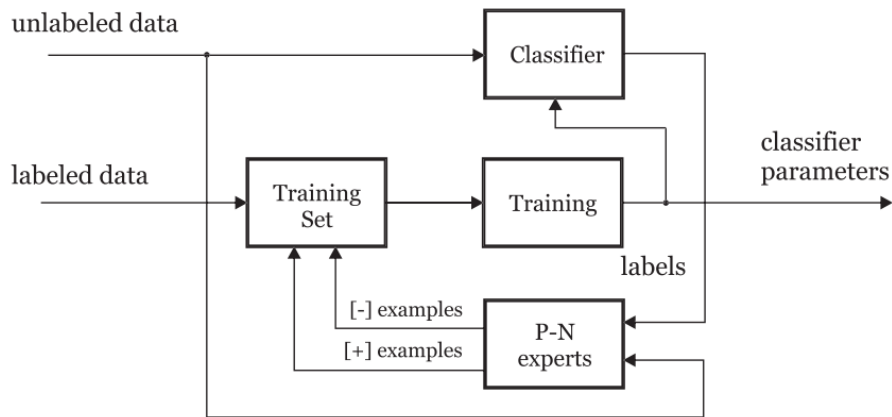 unlabeled data
Classifier
classifier
parameters
labeled data
Training
Set
Training
labels
[-] examples
[+] examples
P-N
experts